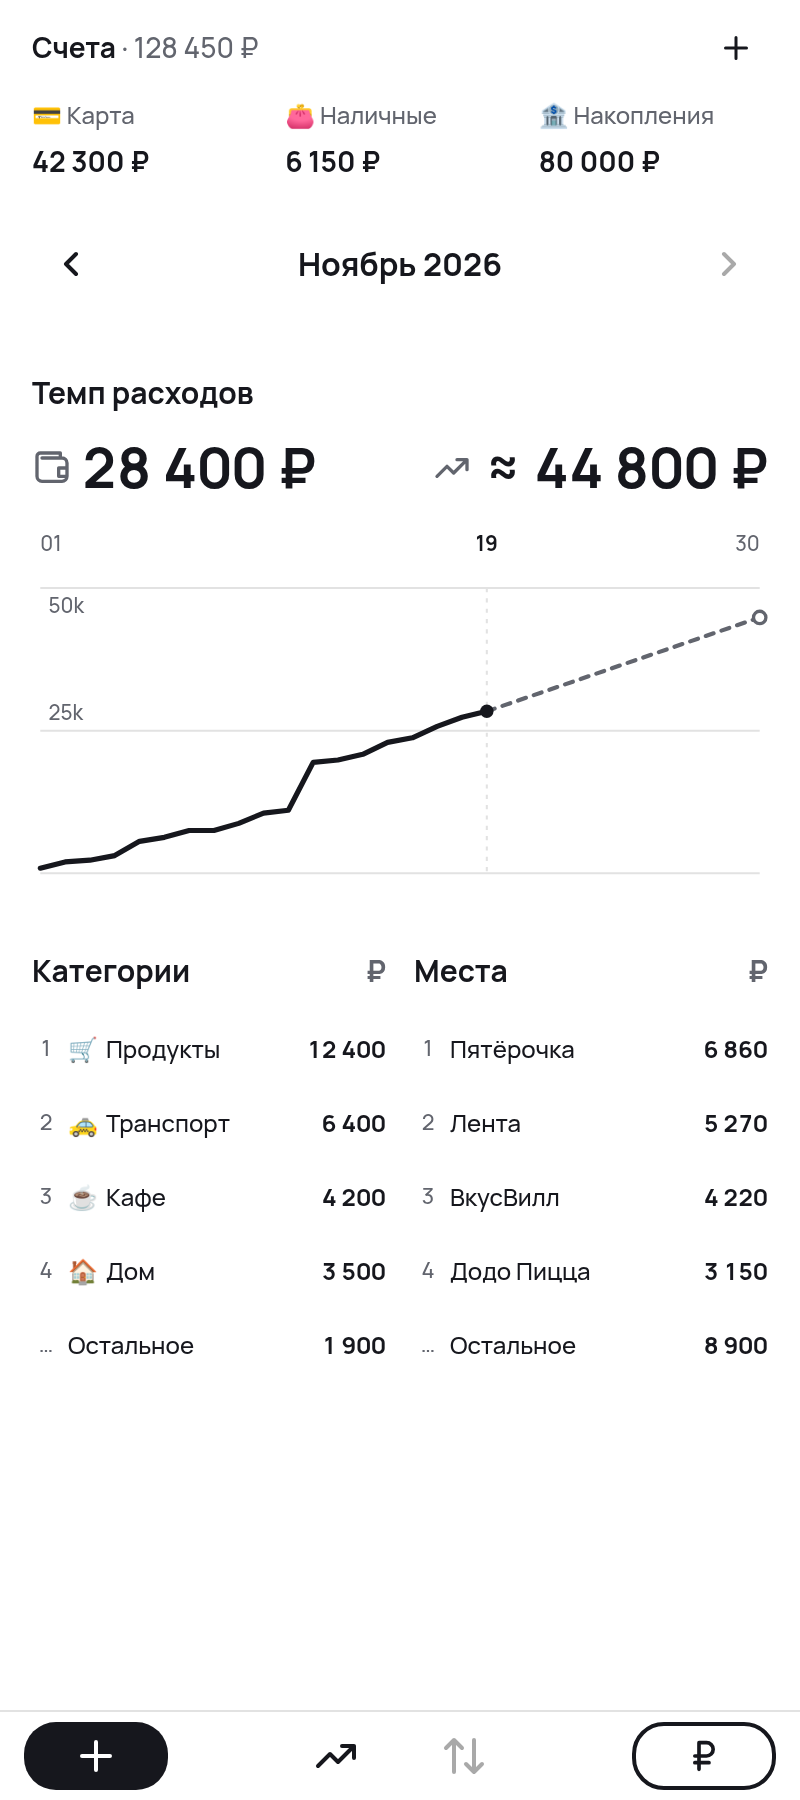 Счета · 128 450 ₽
Карта
Наличные
Накопления
42 300 ₽
6 150 ₽
80 000 ₽
Ноябрь 2026
Темп расходов
28 400 ₽
≈ 44 800 ₽
01
19
30
50k
25k
Категории ₽
1 Продукты 12 400
2 Транспорт 6 400
3 Кафе 4 200
4 Дом 3 500
... Остальное 1 900
Места ₽
1 Пятёрочка 6 860
2 Лента 5 270
3 ВкусВилл 4 220
4 Додо Пицца 3 150
... Остальное 8 900
₽